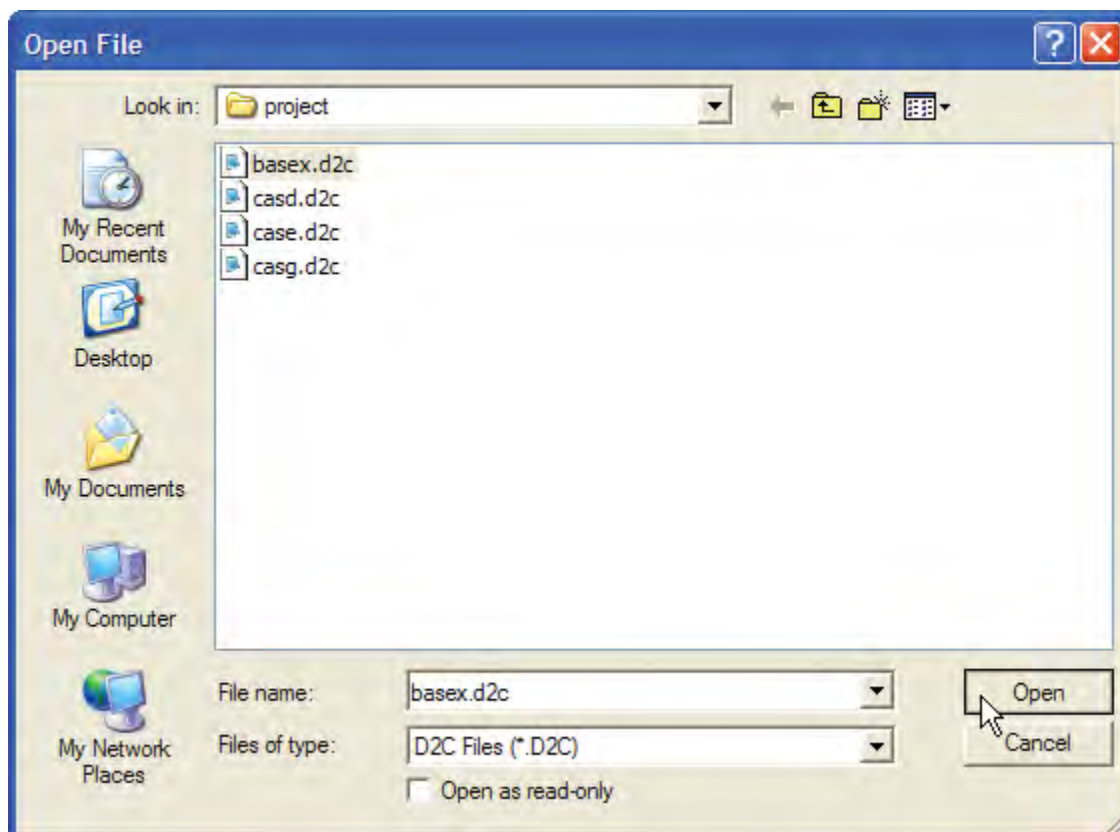 Open File
Look in:
project
My Recent
Documents
Desktop
My Documents
My Computer
My Network
Places
basex.d2c
casd.d2c
case.d2c
casg.d2c
File name:
basex.d2c
Open
Files of type:
D2C Files (*.D2C)
Cancel
Open as read-only